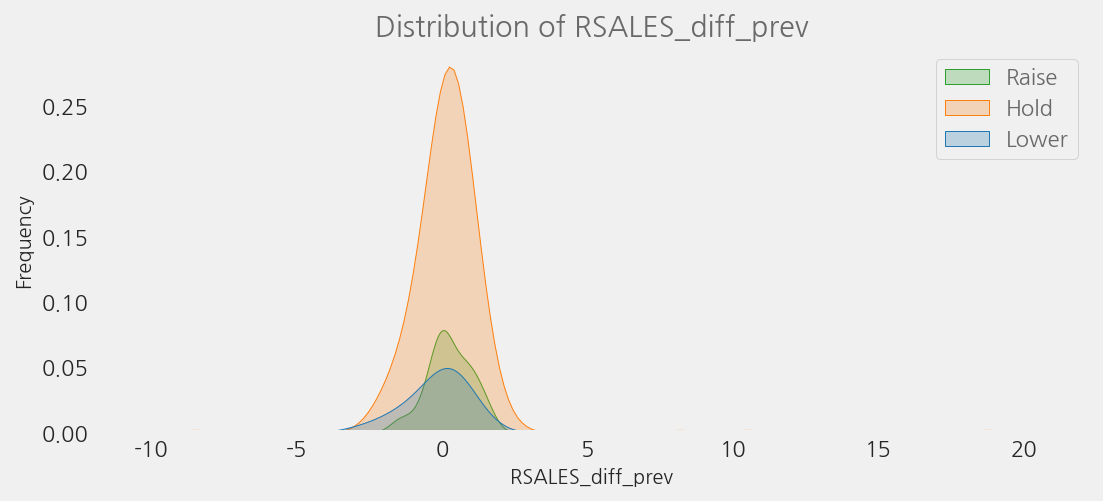 Distribution of RSALES_diff_prev
Raise
Hold
Lower
0.25
0.20
0.15
0.10
0.05
0.00
Frequency
-10 -5 0 5 10 15 20
RSALES_diff_prev